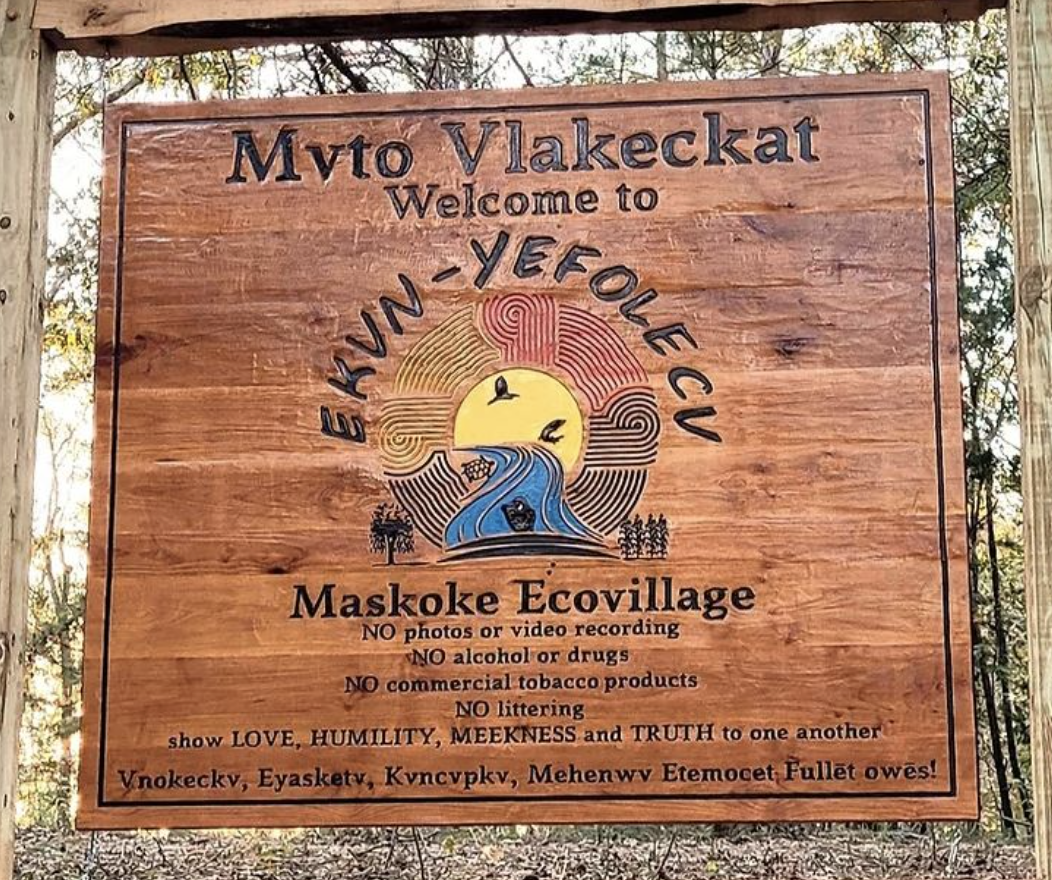 Mvto Vlakeckat
Welcome to
EKVN-YEFOLECV
Maskoke Ecovillage
NO photos or video recording
NO alcohol or drugs
NO commercial tobacco products
NO littering
show LOVE, HUMILITY, MEEKNESS and TRUTH to one another
Vnokeckv, Eyasketv, Kvncvpkv, Mehenwv Etemocet Fullēt owēs!